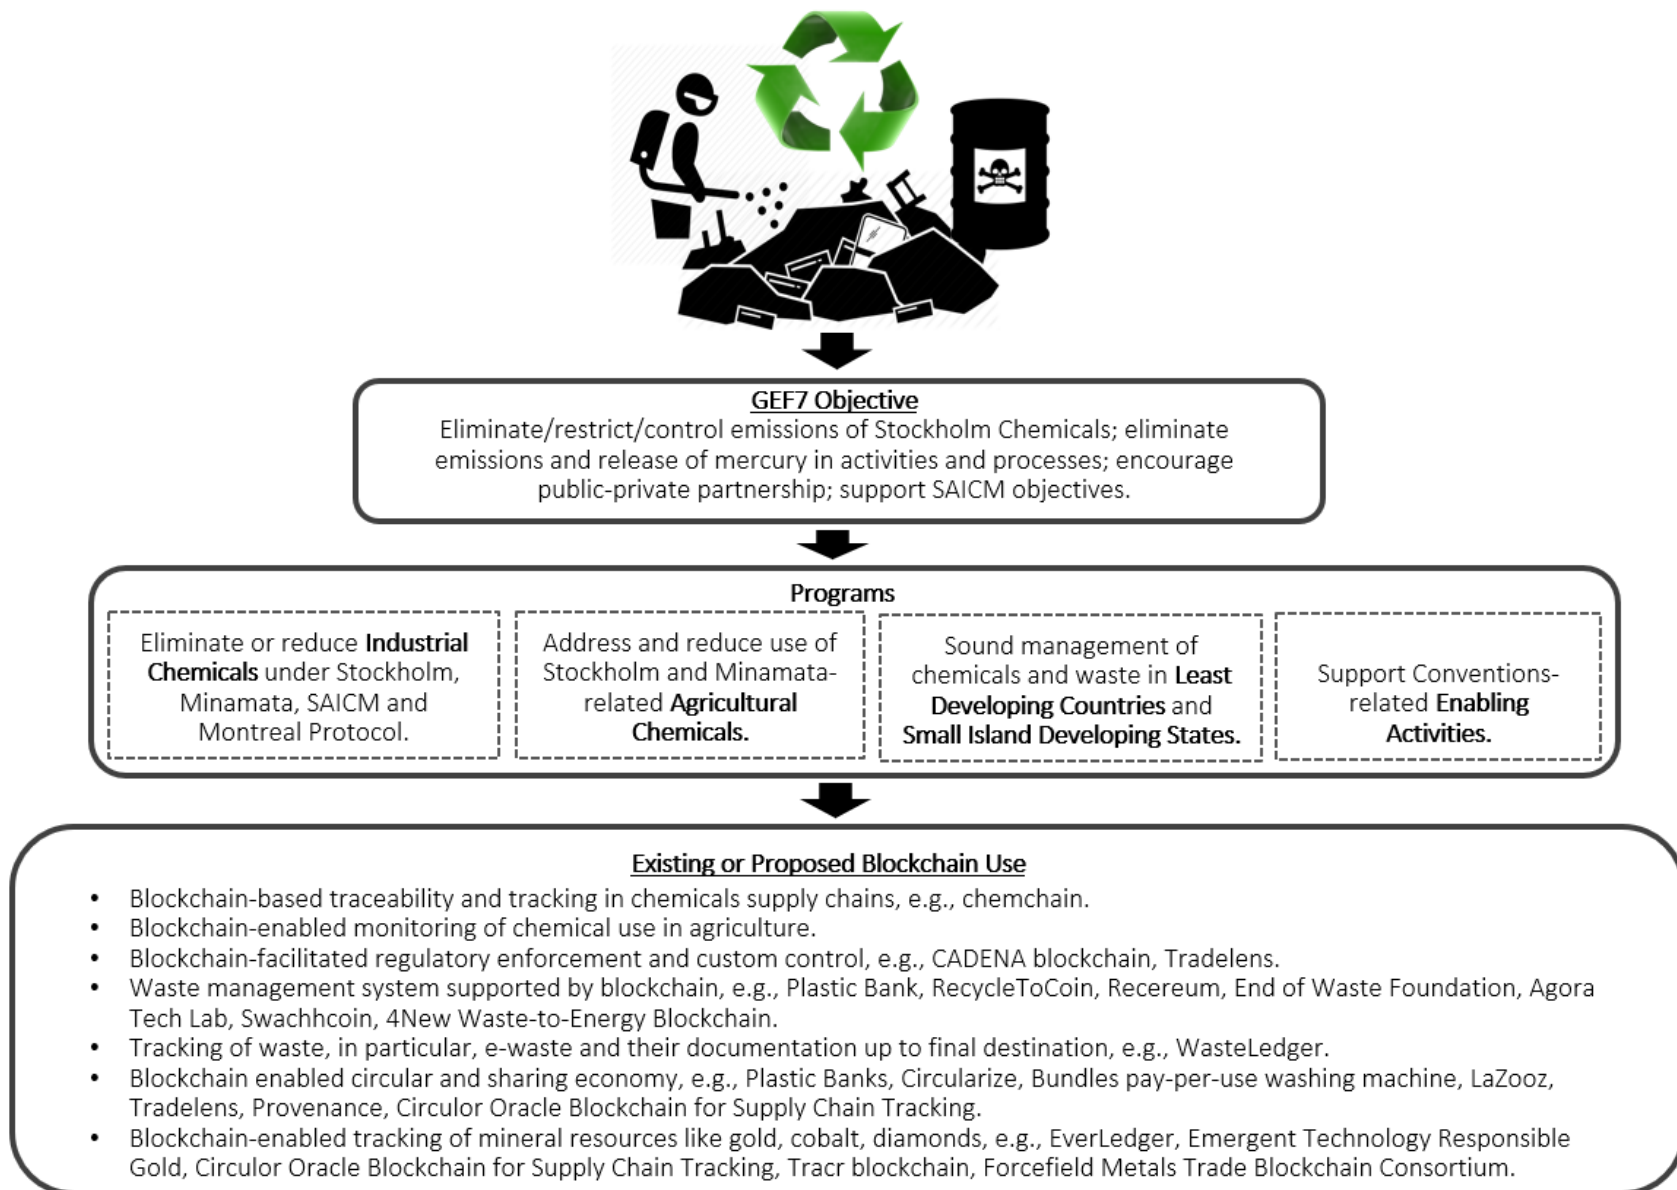 GEF7 Objective
Eliminate/restrict/control emissions of Stockholm Chemicals; eliminate
emissions and release of mercury in activities and processes; encourage
public-private partnership; support SAICM objectives.
Programs
Eliminate or reduce Industrial
Chemicals under Stockholm,
Minamata, SAICM and
Montreal Protocol.
Address and reduce use of
Stockholm and Minamata-
related Agricultural
Chemicals.
Sound management of
chemicals and waste in Least
Developing Countries and
Small Island Developing States.
Support Conventions-
related Enabling
Activities.
Existing or Proposed Blockchain Use
• Blockchain-based traceability and tracking in chemicals supply chains, e.g., chemchain.
• Blockchain-enabled monitoring of chemical use in agriculture.
• Blockchain-facilitated regulatory enforcement and custom control, e.g., CADENA blockchain, Tradelens.
• Waste management system supported by blockchain, e.g., Plastic Bank, RecycleToCoin, Recereum, End of Waste Foundation, Agora
Tech Lab, Swachhcoin, 4New Waste-to-Energy Blockchain.
• Tracking of waste, in particular, e-waste and their documentation up to final destination, e.g., WasteLedger.
• Blockchain enabled circular and sharing economy, e.g., Plastic Banks, Circularize, Bundles pay-per-use washing machine, LaZooz,
Tradelens, Provenance, Circulor Oracle Blockchain for Supply Chain Tracking.
• Blockchain-enabled tracking of mineral resources like gold, cobalt, diamonds, e.g., EverLedger, Emergent Technology Responsible
Gold, Circulor Oracle Blockchain for Supply Chain Tracking, Tracr blockchain, Forcefield Metals Trade Blockchain Consortium.